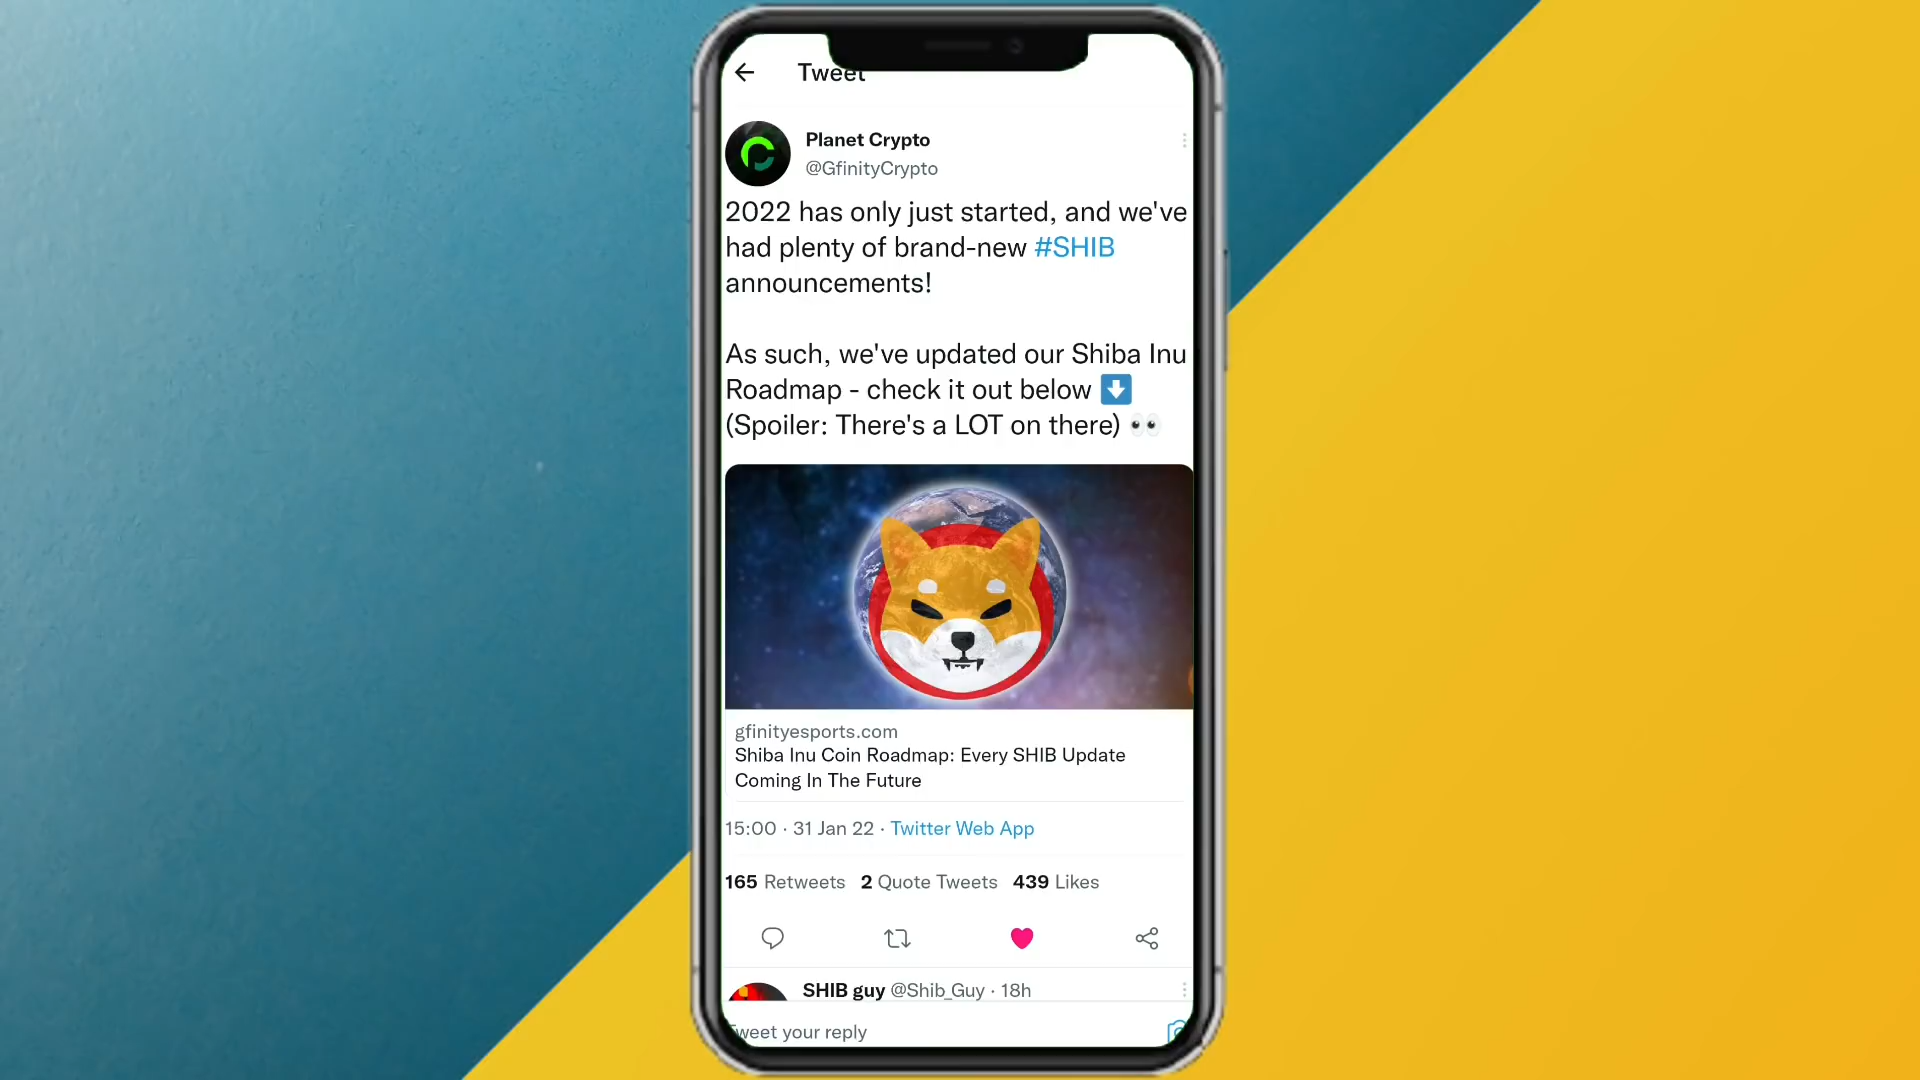 Tweet
Planet Crypto
@GfinityCrypto
2022 has only just started, and we've
had plenty of brand-new #SHIB
announcements!
As such, we've updated our Shiba Inu
Roadmap - check it out below ⬇️
(Spoiler: There's a LOT on there) 👀
gfinityesports.com
Shiba Inu Coin Roadmap: Every SHIB Update
Coming In The Future
15:00 · 31 Jan 22 · Twitter Web App
165 Retweets 2 Quote Tweets 439 Likes
SHIB guy @Shib_Guy · 18h
Tweet your reply